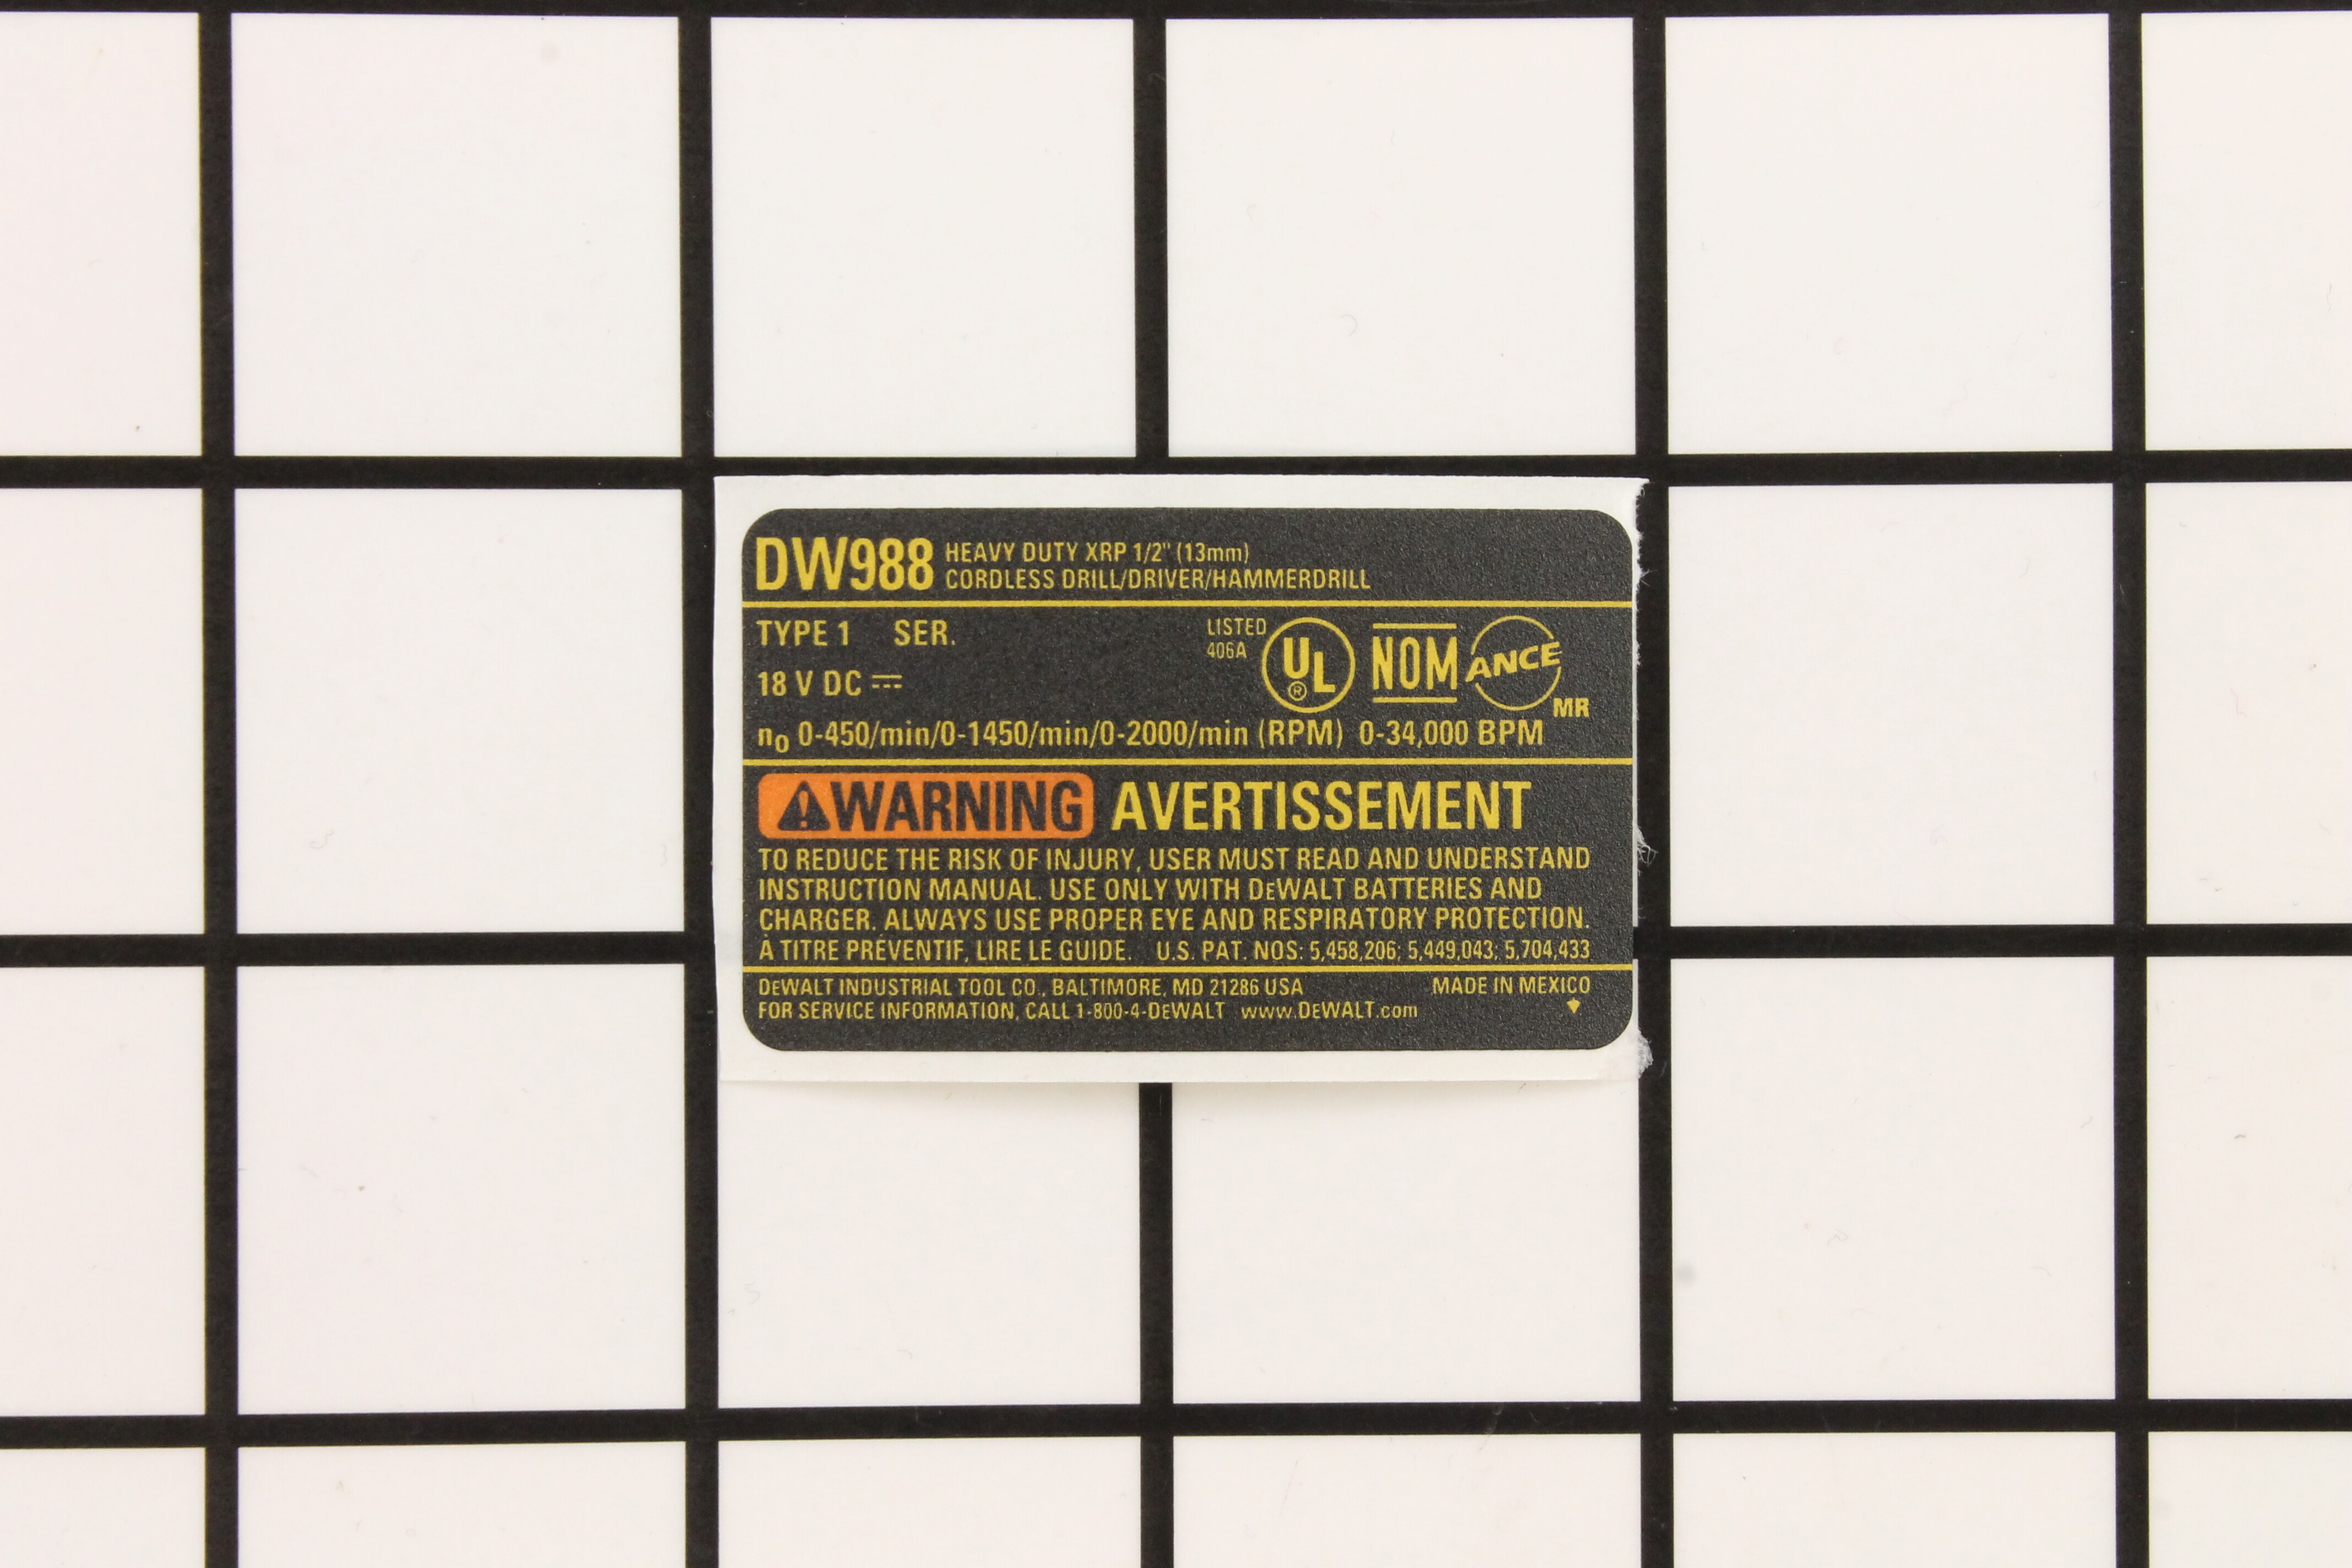 DW988 HEAVY DUTY XRP 1/2" (13mm)
CORDLESS DRILL/DRIVER/HAMMERDRILL
TYPE 1 SER.
LISTED
406A
UL ®
NOM
ANCE
MR
18 V DC ⎓
n₀ 0-450/min/0-1450/min/0-2000/min (RPM) 0-34,000 BPM
⚠WARNING AVERTISSEMENT
TO REDUCE THE RISK OF INJURY, USER MUST READ AND UNDERSTAND
INSTRUCTION MANUAL. USE ONLY WITH DEWALT BATTERIES AND
CHARGER. ALWAYS USE PROPER EYE AND RESPIRATORY PROTECTION.
À TITRE PRÉVENTIF, LIRE LE GUIDE. U.S. PAT. NOS: 5,458,206; 5,449,043; 5,704,433
DEWALT INDUSTRIAL TOOL CO., BALTIMORE, MD 21286 USA MADE IN MEXICO
FOR SERVICE INFORMATION, CALL 1-800-4-DEWALT www.DEWALT.com